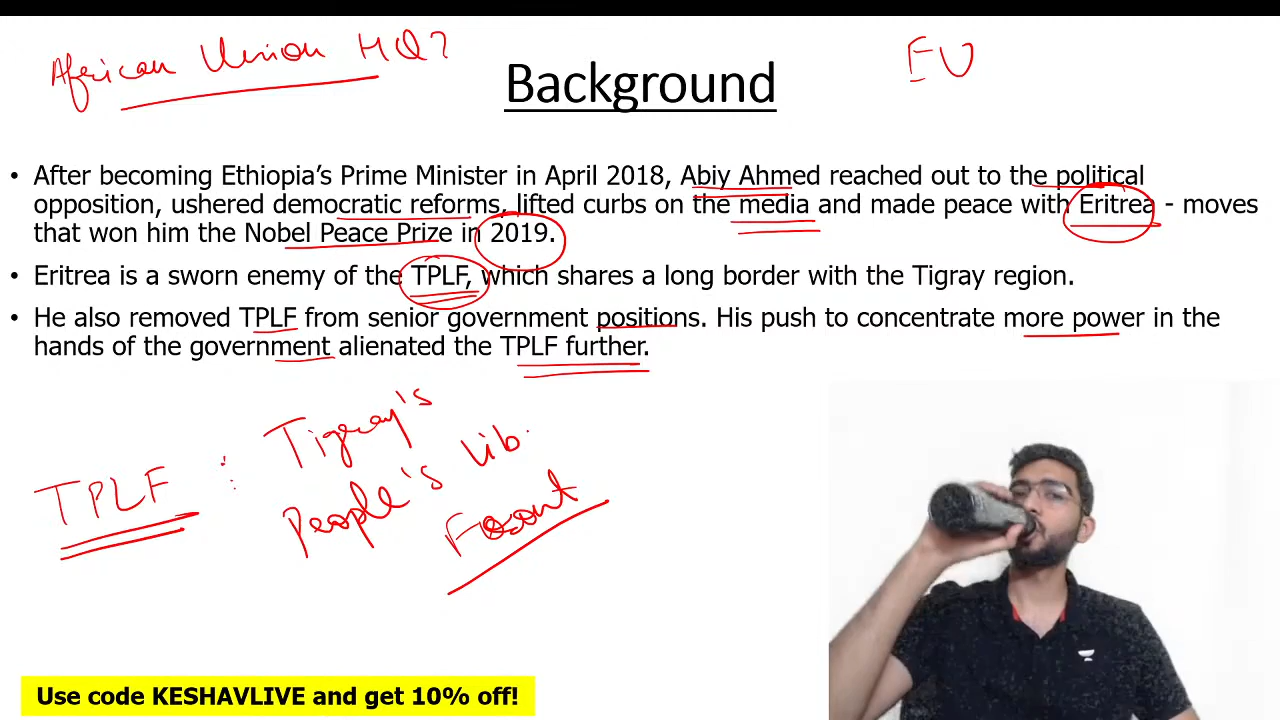 African Union HQ?
EU
Background
• After becoming Ethiopia’s Prime Minister in April 2018, Abiy Ahmed reached out to the political
opposition, ushered democratic reforms, lifted curbs on the media and made peace with Eritrea - moves
that won him the Nobel Peace Prize in 2019.
• Eritrea is a sworn enemy of the TPLF, which shares a long border with the Tigray region.
• He also removed TPLF from senior government positions. His push to concentrate more power in the
hands of the government alienated the TPLF further.
TPLF : Tigray's
People's Lib.
Front
Use code KESHAVLIVE and get 10% off!